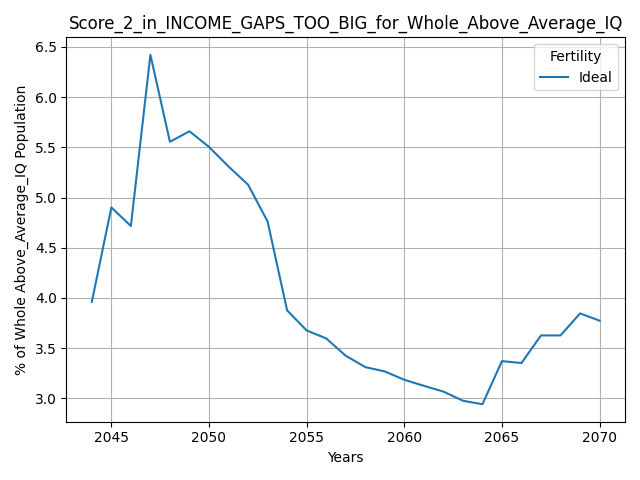 Score_2_in_INCOME_GAPS_TOO_BIG_for_Whole_Above_Average_IQ
Fertility
Ideal
% of Whole Above_Average_IQ Population
6.5
6.0
5.5
5.0
4.5
4.0
3.5
3.0
2045 2050 2055 2060 2065 2070
Years